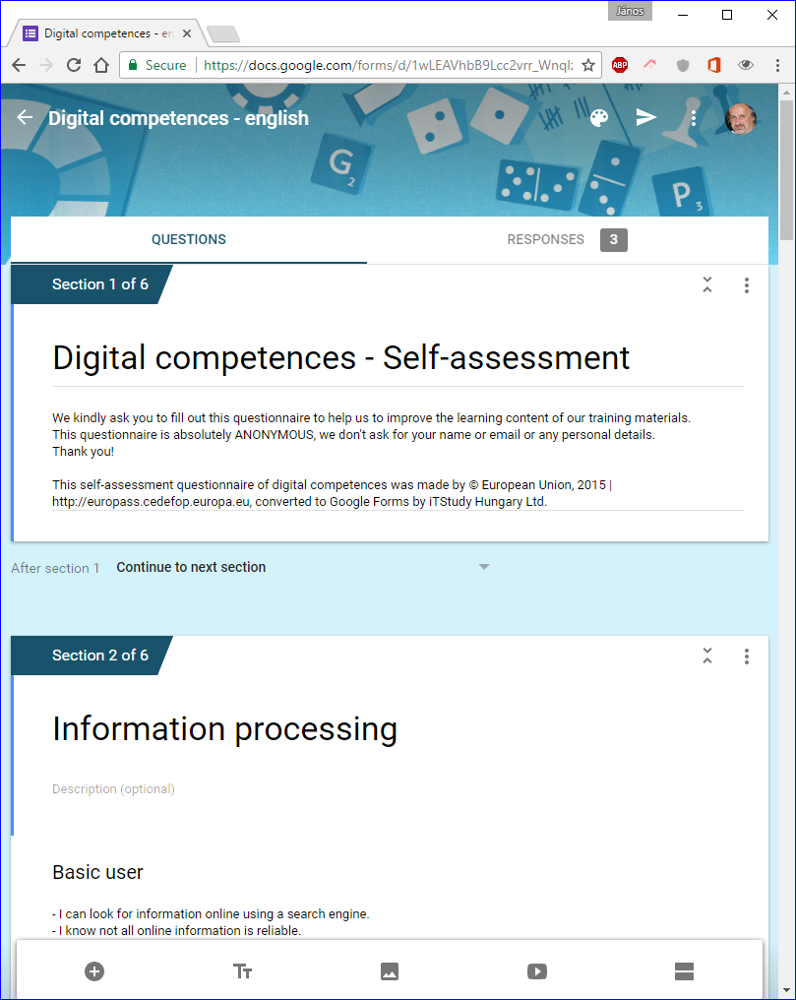 János
Digital competences - en
Secure
https://docs.google.com/forms/d/1wLEAVhbB9Lcc2vrr_Wnql
ABP
Digital competences - english
G
2
P
3
QUESTIONS
RESPONSES 3
Section 1 of 6
Digital competences - Self-assessment
We kindly ask you to fill out this questionnaire to help us to improve the learning content of our training materials.
This questionnaire is absolutely ANONYMOUS, we don't ask for your name or email or any personal details.
Thank you!
This self-assessment questionnaire of digital competences was made by © European Union, 2015 |
http://europass.cedefop.europa.eu, converted to Google Forms by iTStudy Hungary Ltd.
After section 1 Continue to next section
Section 2 of 6
Information processing
Description (optional)
Basic user
- I can look for information online using a search engine.
- I know not all online information is reliable.
Tт